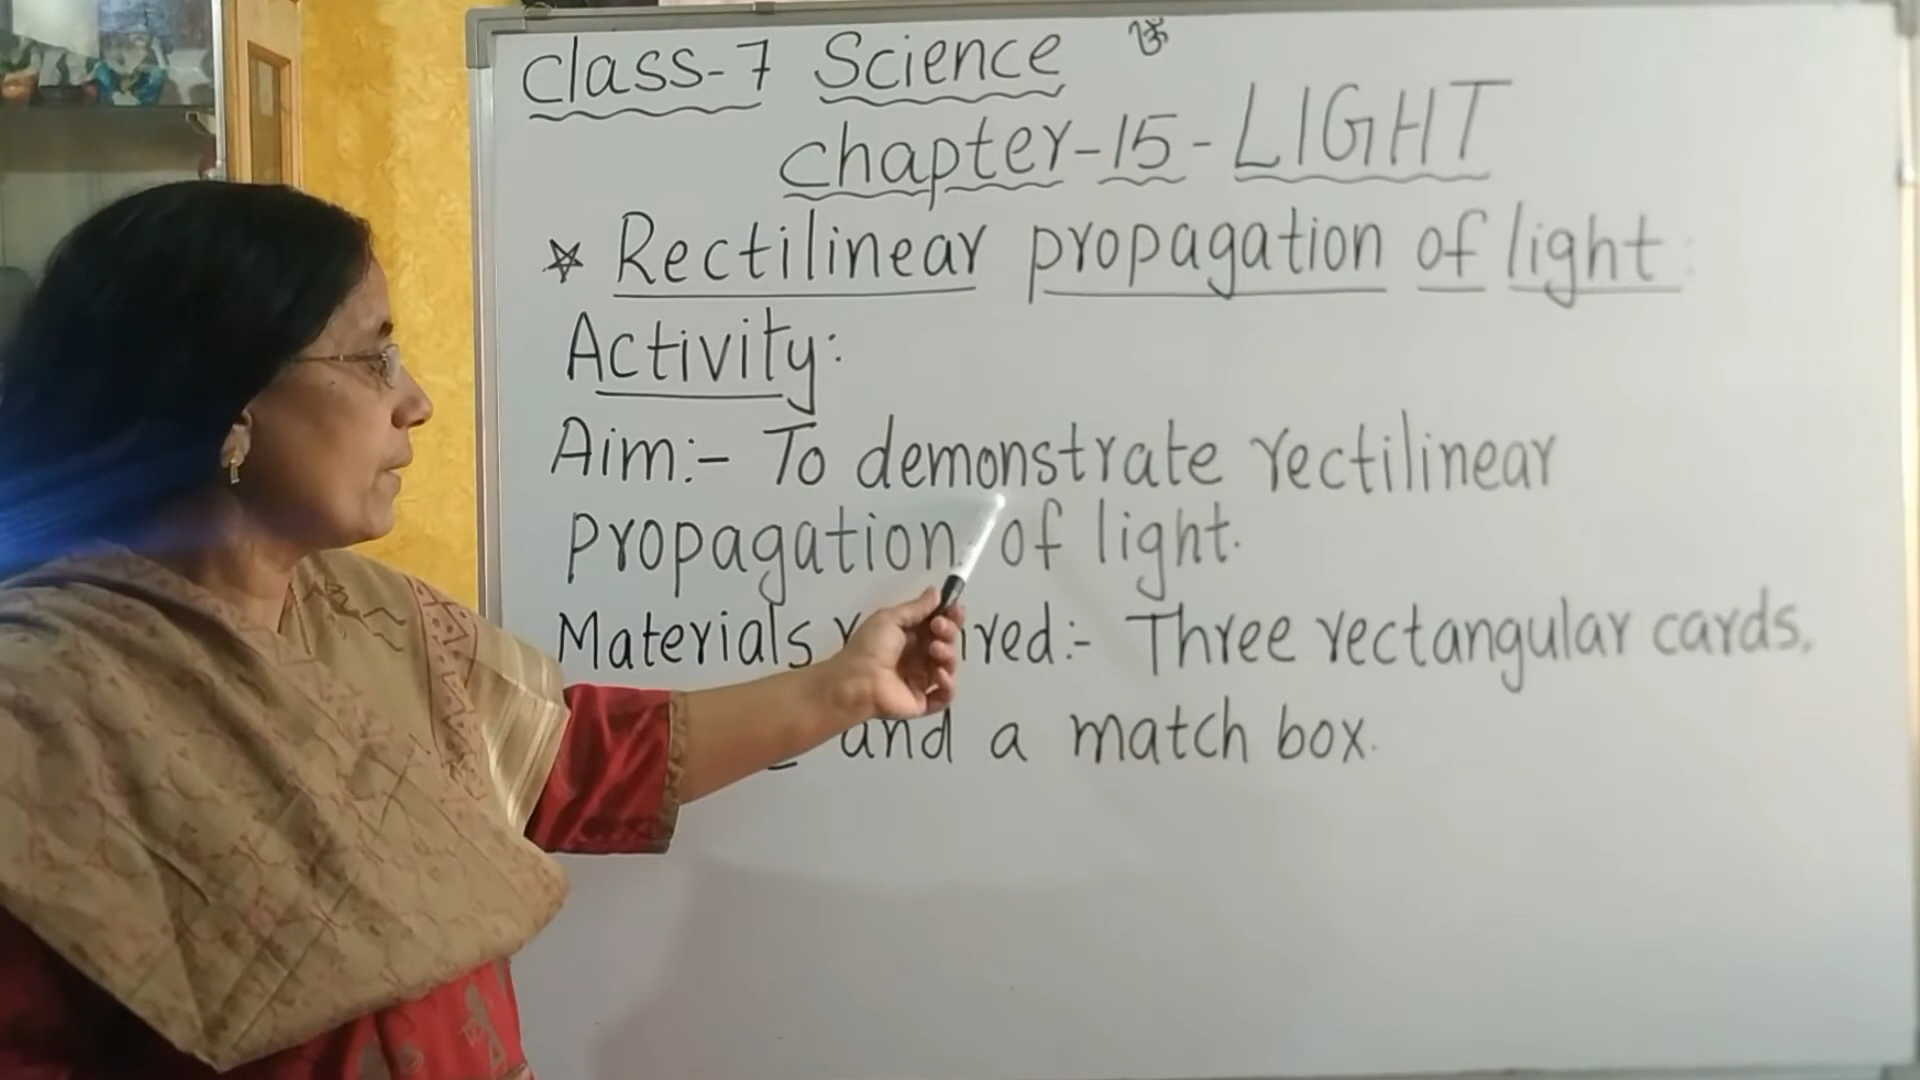 Class-7 Science ॐ
Chapter-15-LIGHT
☆ Rectilinear propagation of light:
Activity:
Aim:- To demonstrate rectilinear
propagation of light.
Materials :- Three rectangular cards,
and a match box.